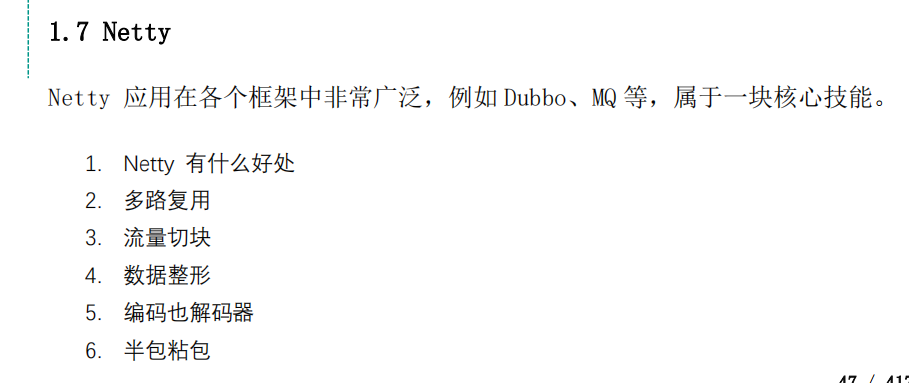 1.7 Netty
Netty 应用在各个框架中非常广泛，例如 Dubbo、MQ 等，属于一块核心技能。
1. Netty 有什么好处
2. 多路复用
3. 流量切块
4. 数据整形
5. 编码也解码器
6. 半包粘包